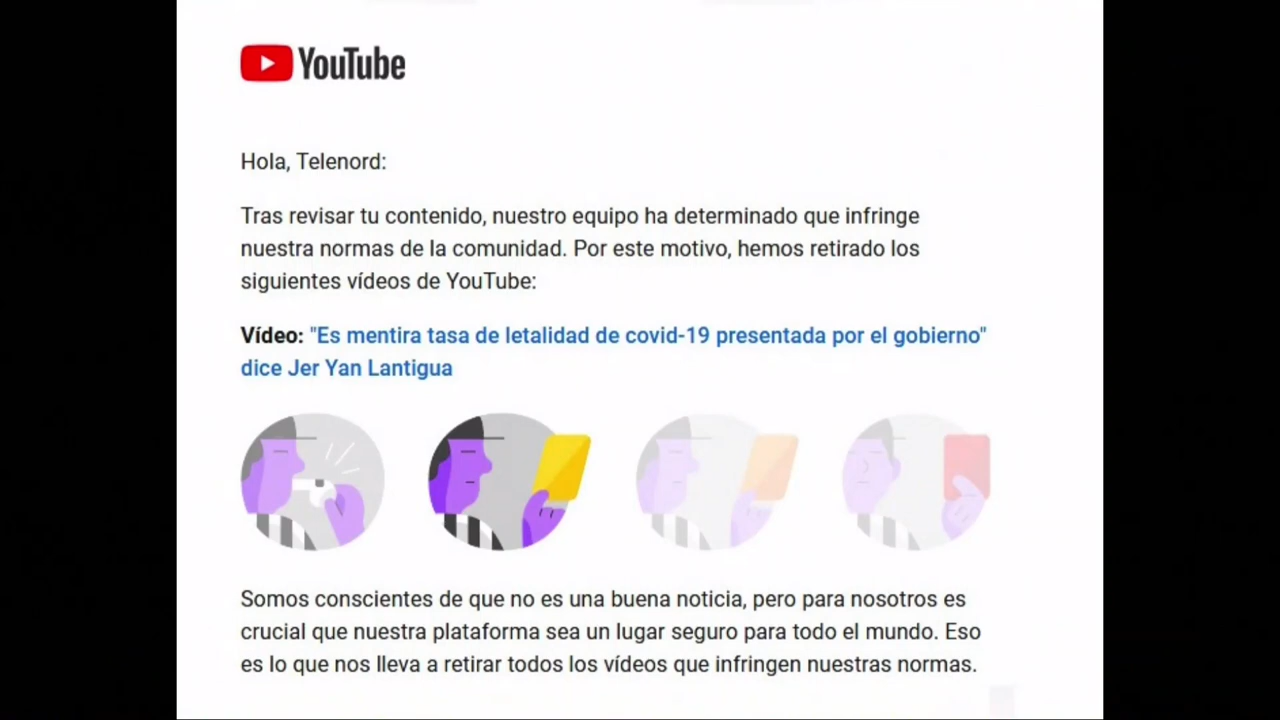 YouTube
Hola, Telenord:
Tras revisar tu contenido, nuestro equipo ha determinado que infringe
nuestra normas de la comunidad. Por este motivo, hemos retirado los
siguientes vídeos de YouTube:
Vídeo: "Es mentira tasa de letalidad de covid-19 presentada por el gobierno"
dice Jer Yan Lantigua
Somos conscientes de que no es una buena noticia, pero para nosotros es
crucial que nuestra plataforma sea un lugar seguro para todo el mundo. Eso
es lo que nos lleva a retirar todos los vídeos que infringen nuestras normas.